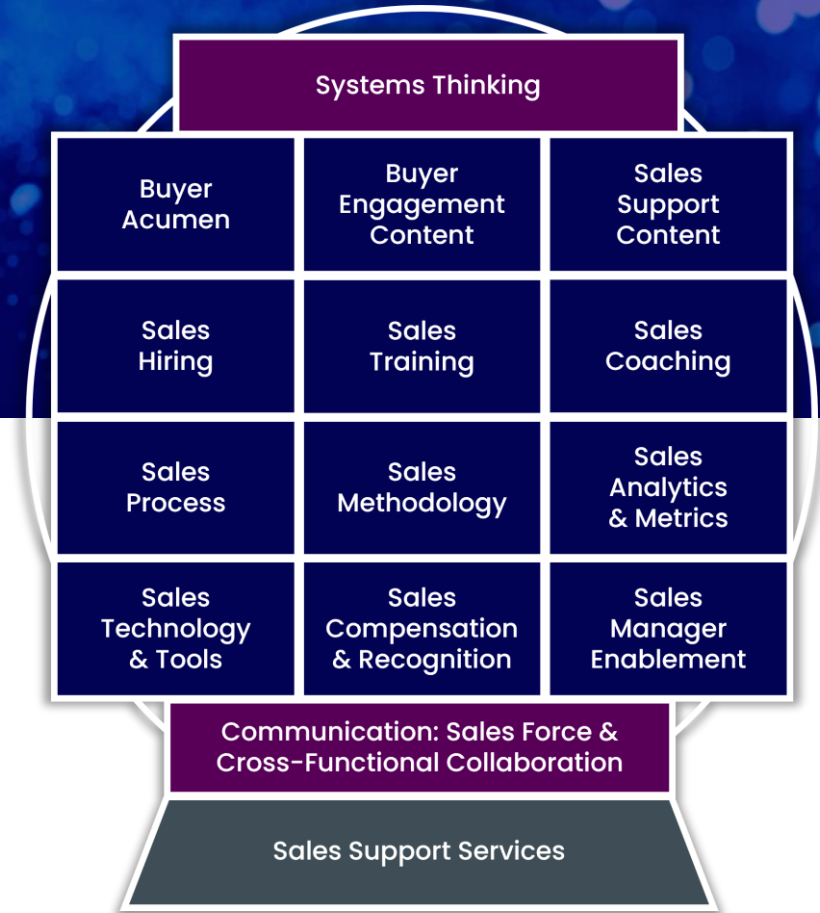 Systems Thinking
Buyer
Acumen
Buyer
Engagement
Content
Sales
Support
Content
Sales
Hiring
Sales
Training
Sales
Coaching
Sales
Process
Sales
Methodology
Sales
Analytics
& Metrics
Sales
Technology
& Tools
Sales
Compensation
& Recognition
Sales
Manager
Enablement
Communication: Sales Force &
Cross-Functional Collaboration
Sales Support Services